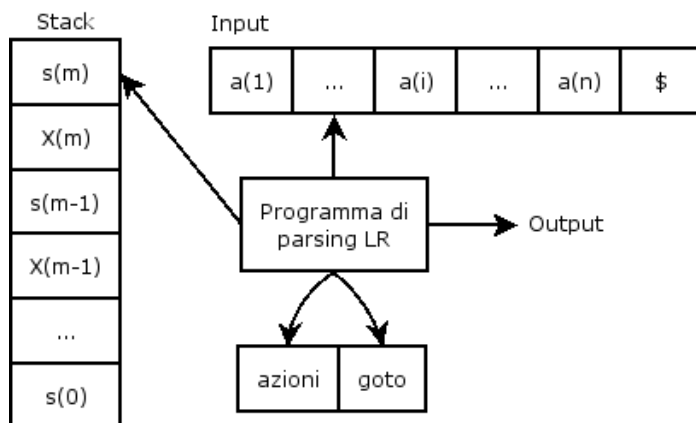 Stack
Input
s(m)
X(m)
s(m-1)
X(m-1)
...
s(0)
a(1) ... a(i) ... a(n) $
Programma di
parsing LR
Output
azioni goto